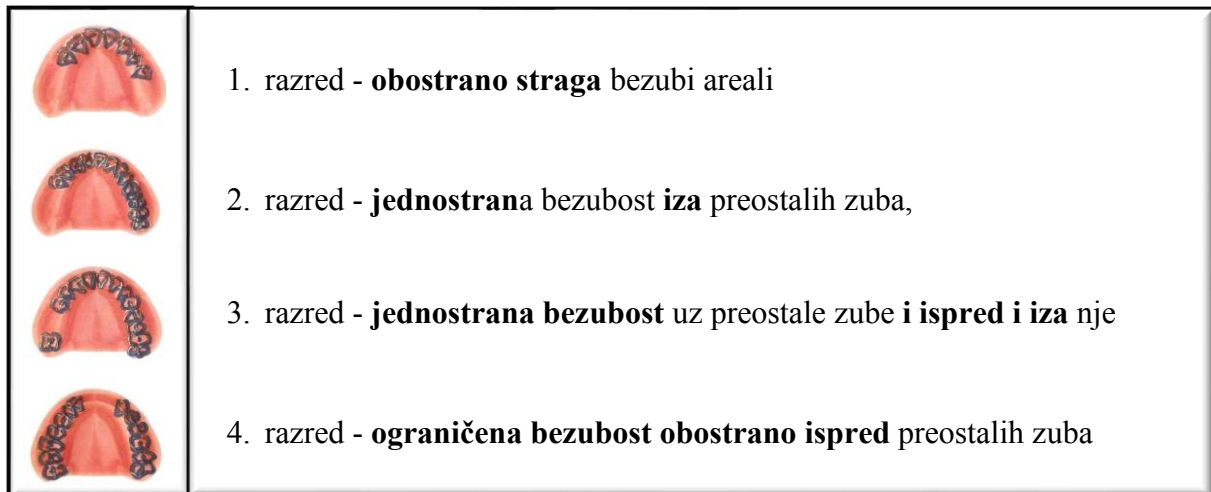 1. razred - obostrano straga bezubi areali
2. razred - jednostrana bezubost iza preostalih zuba,
3. razred - jednostrana bezubost uz preostale zube i ispred i iza nje
4. razred - ograničena bezubost obostrano ispred preostalih zuba